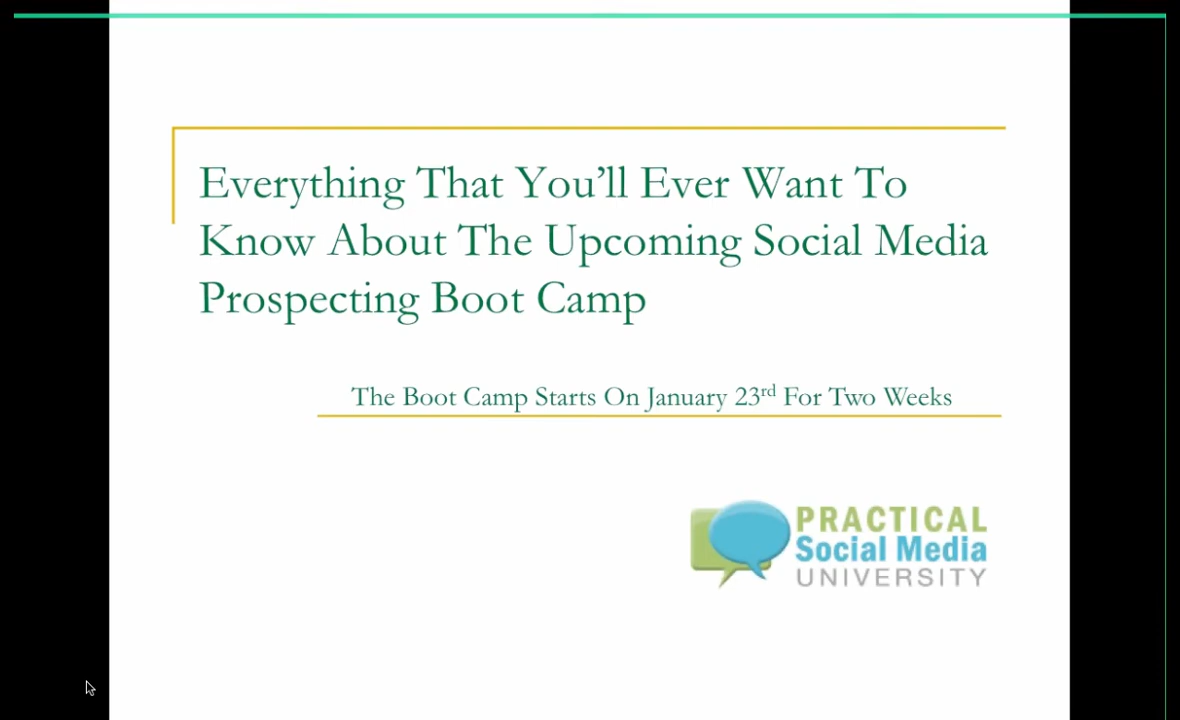 Everything That You’ll Ever Want To
Know About The Upcoming Social Media
Prospecting Boot Camp
The Boot Camp Starts On January 23rd For Two Weeks
PRACTICAL
Social Media
UNIVERSITY